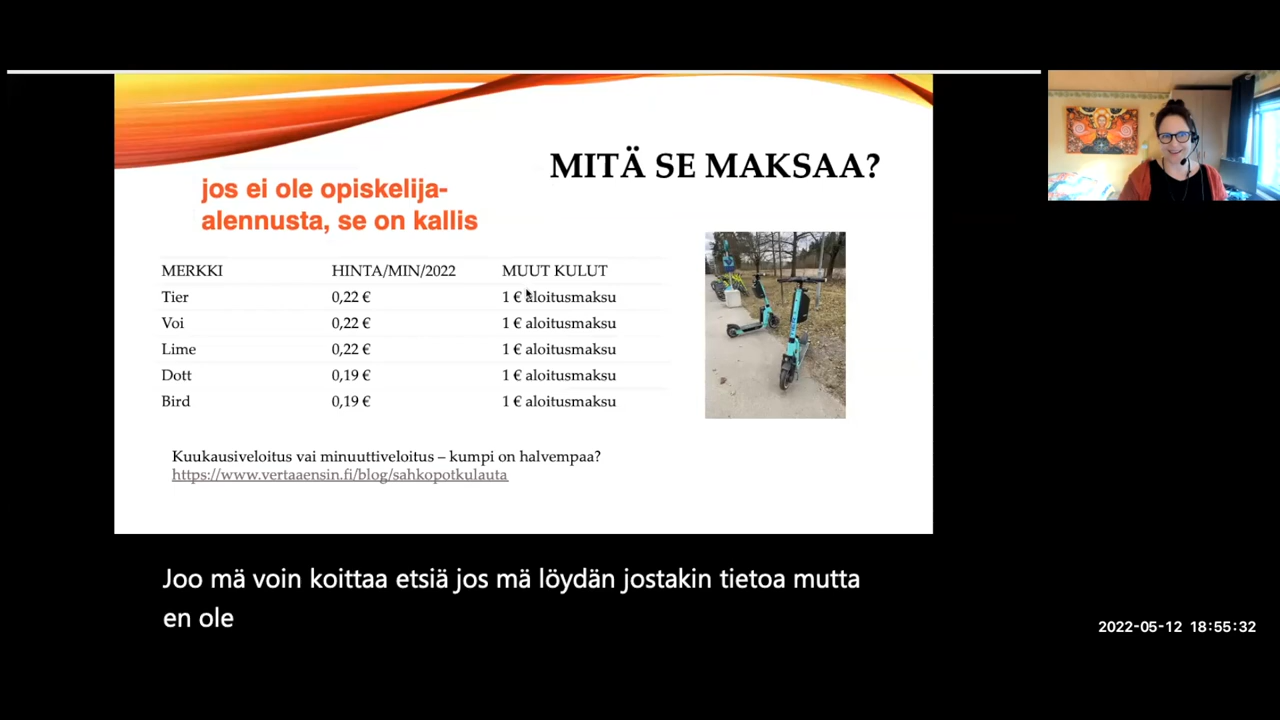 MITÄ SE MAKSAA?
jos ei ole opiskelija-
alennusta, se on kallis
MERKKI HINTA/MIN/2022 MUUT KULUT
Tier 0,22 € 1 € aloitusmaksu
Voi 0,22 € 1 € aloitusmaksu
Lime 0,22 € 1 € aloitusmaksu
Dott 0,19 € 1 € aloitusmaksu
Bird 0,19 € 1 € aloitusmaksu
Kuukausiveloitus vai minuuttiveloitus – kumpi on halvempaa?
https://www.vertaaensin.fi/blog/sahkopotkulauta
Joo mä voin koittaa etsiä jos mä löydän jostakin tietoa mutta
en ole
2022-05-12 18:55:32